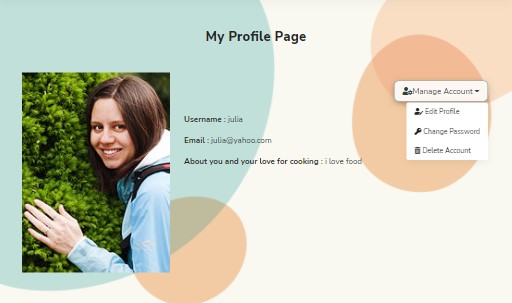 My Profile Page
Manage Account
Edit Profile
Change Password
Delete Account
Username : julia
Email : julia@yahoo.com
About you and your love for cooking : i love food